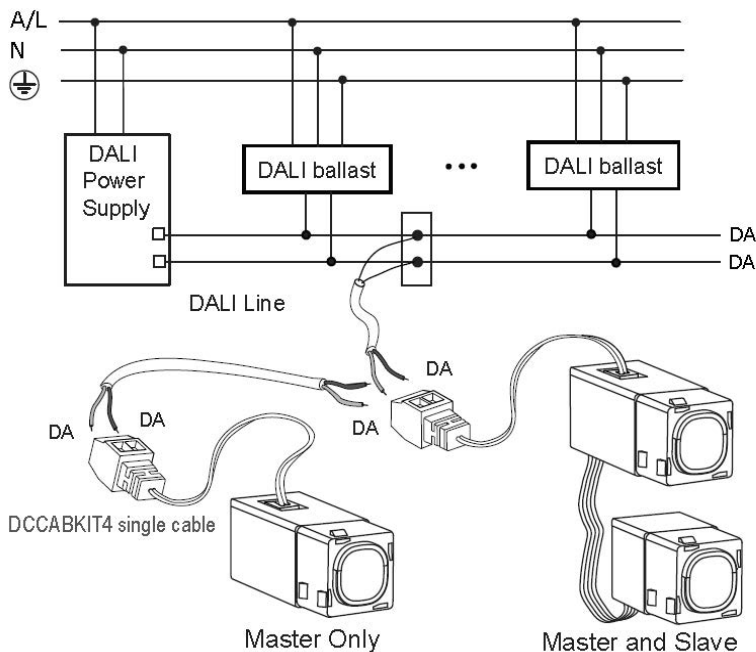 A/L
N
DALI
Power
Supply
DALI ballast
DALI ballast
DA
DA
DALI Line
DA
DA
DA
DA
DCCABKIT4 single cable
Master Only
Master and Slave